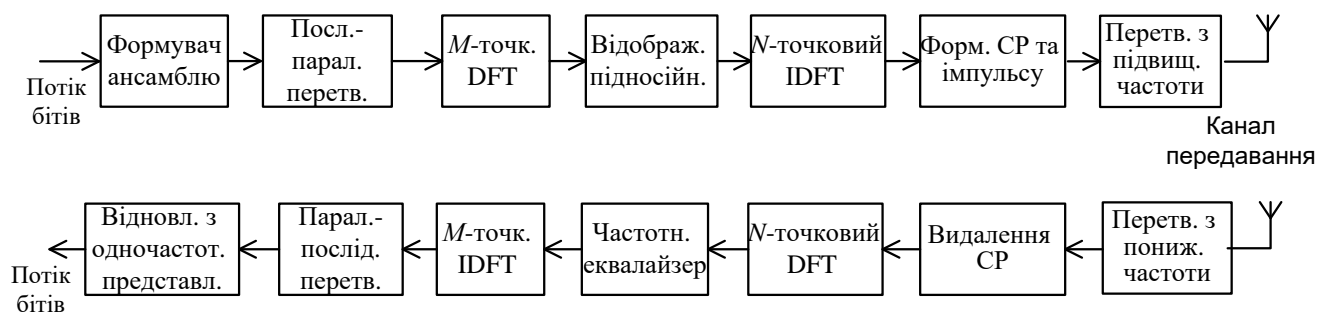 Потік
бітів
Формувач
ансамблю
Посл.-
парал.
перетв.
M-точк.
DFT
Відображ.
підносійн.
N-точковий
IDFT
Форм. CP та
імпульсу
Перетв. з
підвищ.
частоти
Канал
передавання
Потік
бітів
Відновл. з
одночастот.
представл.
Парал.-
послід.
перетв.
M-точк.
IDFT
Частотн.
еквалайзер
N-точковий
DFT
Видалення
CP
Перетв. з
пониж.
частоти